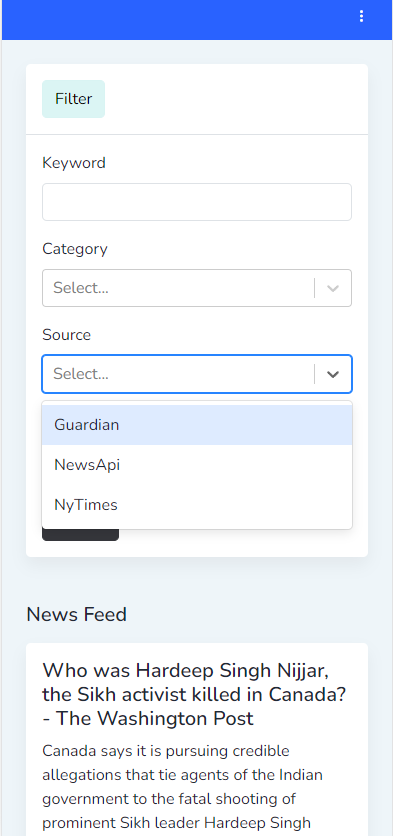 Filter
Keyword
Category
Select...
Source
Select...
Guardian
NewsApi
NyTimes
News Feed
Who was Hardeep Singh Nijjar,
the Sikh activist killed in Canada?
- The Washington Post
Canada says it is pursuing credible
allegations that tie agents of the Indian
government to the fatal shooting of
prominent Sikh leader Hardeep Singh